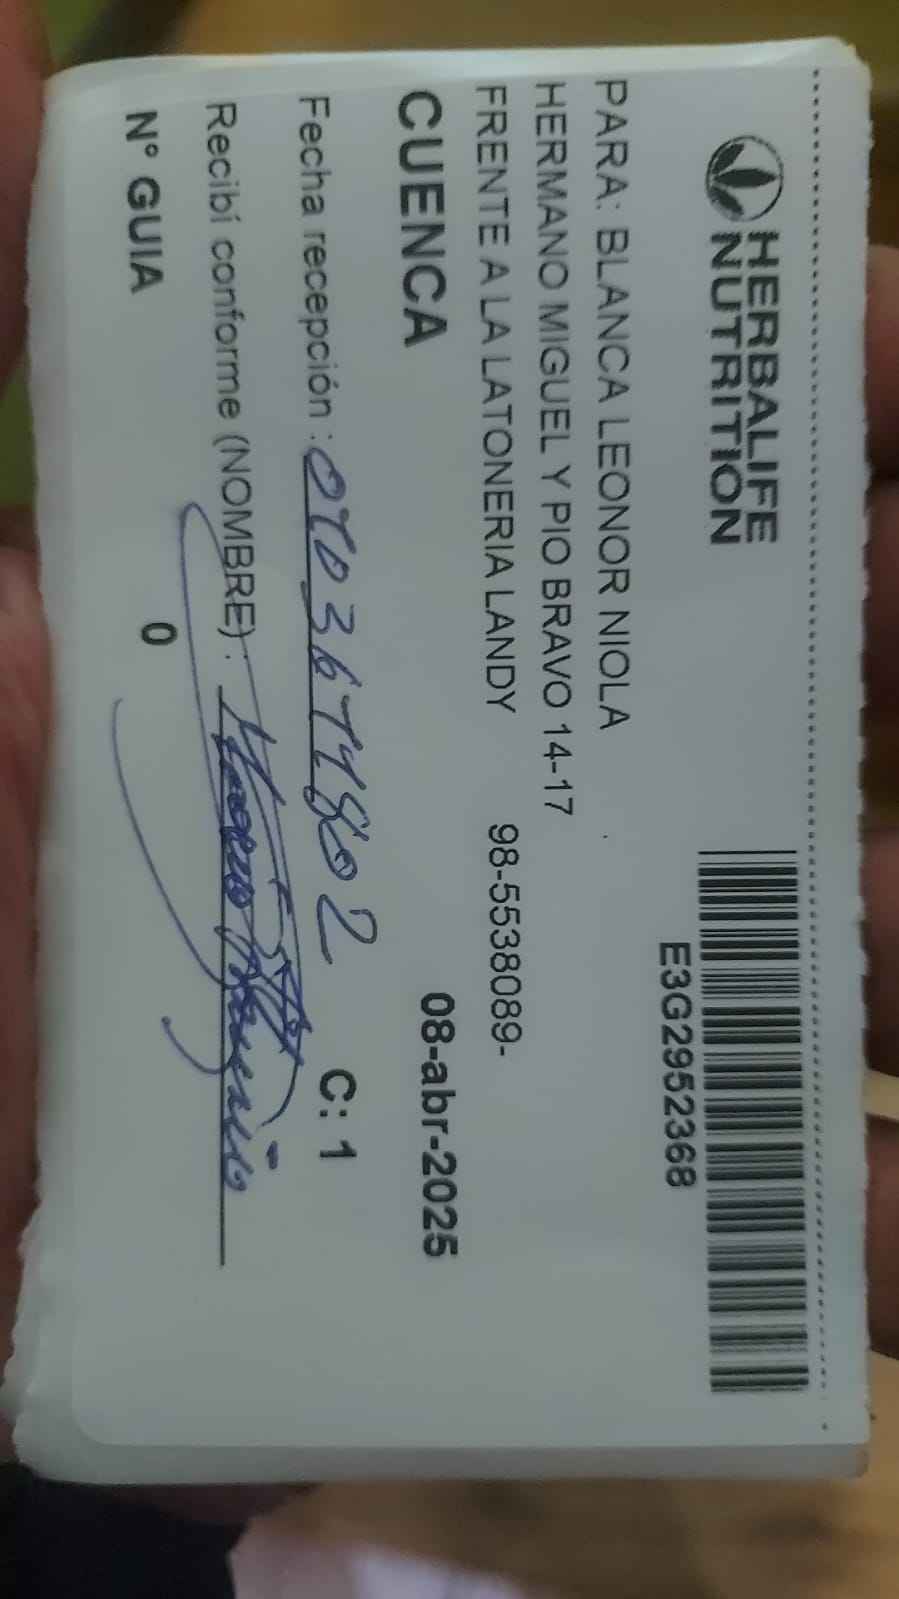 HERBALIFE
NUTRITION
E3G2952368
PARA: BLANCA LEONOR NIOLA
HERMANO MIGUEL Y PIO BRAVO 14-17
FRENTE A LA LATONERIA LANDY 98-5538089-
CUENCA 08-abr-2025
Fecha recepción : C: 1
Recibí conforme (NOMBRE) :
N° GUIA 0